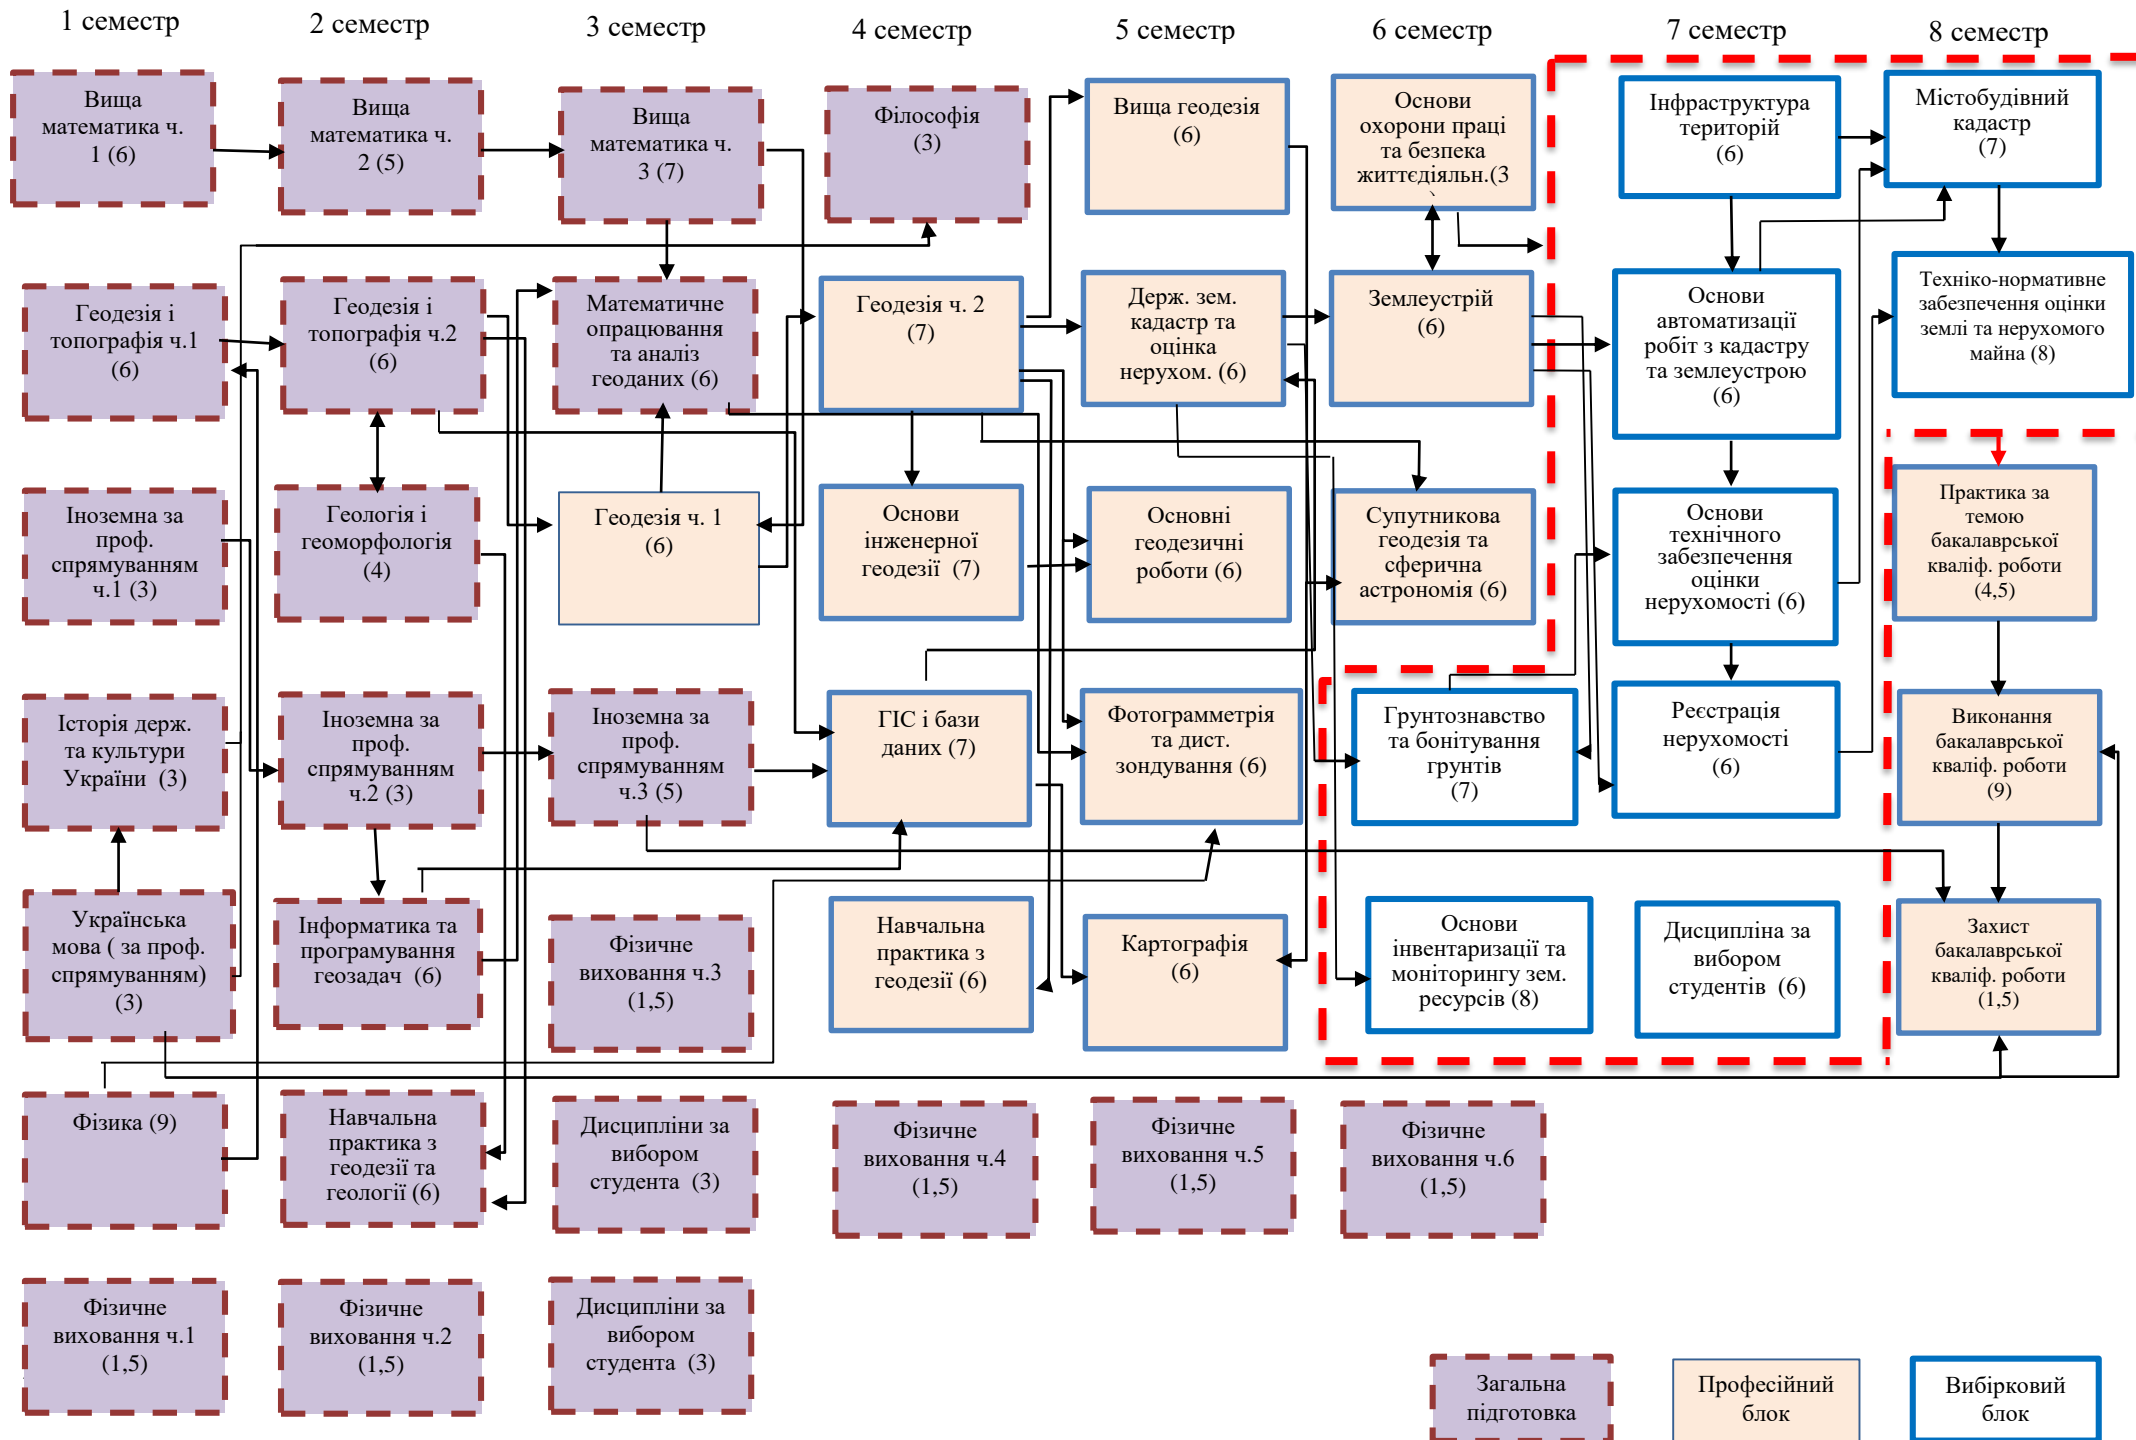 1 семестр
2 семестр
3 семестр
4 семестр
5 семестр
6 семестр
7 семестр
8 семестр
Вища
математика ч.
1 (6)
Вища
математика ч.
2 (5)
Вища
математика ч.
3 (7)
Філософія
(3)
Вища геодезія
(6)
Основи
охорони праці
та безпека
життєдіяльн.(3
Інфраструктура
територій
(6)
Містобудівний
кадастр
(7)
Геодезія і
топографія ч.1
(6)
Геодезія і
топографія ч.2
(6)
Математичне
опрацювання
та аналіз
геоданих (6)
Геодезія ч. 2
(7)
Держ. зем.
кадастр та
оцінка
нерухом. (6)
Землеустрій
(6)
Основи
автоматизації
робіт з кадастру
та землеустрою
(6)
Техніко-нормативне
забезпечення оцінки
землі та нерухомого
майна (8)
Іноземна за
проф.
спрямуванням
ч.1 (3)
Геологія і
геоморфологія
(4)
Геодезія ч. 1
(6)
Основи
інженерної
геодезії (7)
Основні
геодезичні
роботи (6)
Супутникова
геодезія та
сферична
астрономія (6)
Основи
технічного
забезпечення
оцінки
нерухомості (6)
Практика за
темою
бакалаврської
кваліф. роботи
(4,5)
Історія держ.
та культури
України (3)
Іноземна за
проф.
спрямуванням
ч.2 (3)
Іноземна за
проф.
спрямуванням
ч.3 (5)
ГІС і бази
даних (7)
Фотограмметрія
та дист.
зондування (6)
Грунтознавство
та бонітування
грунтів
(7)
Реєстрація
нерухомості
(6)
Виконання
бакалаврської
кваліф. роботи
(9)
Українська
мова ( за проф.
спрямуванням)
(3)
Інформатика та
програмування
геозадач (6)
Фізичне
виховання ч.3
(1,5)
Навчальна
практика з
геодезії (6)
Картографія
(6)
Основи
інвентаризації та
моніторингу зем.
ресурсів (8)
Дисципліна за
вибором
студентів (6)
Захист
бакалаврської
кваліф. роботи
(1,5)
Фізика (9)
Навчальна
практика з
геодезії та
геології (6)
Дисципліни за
вибором
студента (3)
Фізичне
виховання ч.4
(1,5)
Фізичне
виховання ч.5
(1,5)
Фізичне
виховання ч.6
(1,5)
Фізичне
виховання ч.1
(1,5)
Фізичне
виховання ч.2
(1,5)
Дисципліни за
вибором
студента (3)
Загальна
підготовка
Професійний
блок
Вибірковий
блок